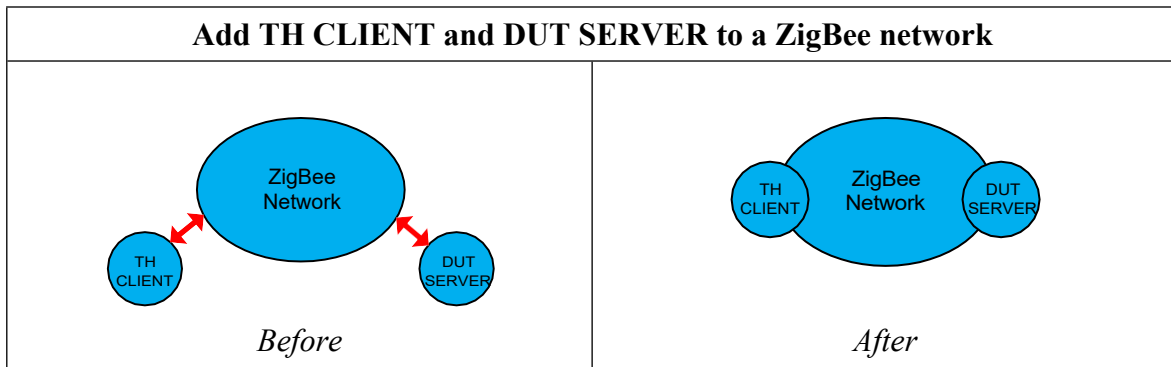 Add TH CLIENT and DUT SERVER to a ZigBee network
ZigBee
Network
TH
CLIENT
DUT
SERVER
Before
TH
CLIENT
ZigBee
Network
DUT
SERVER
After